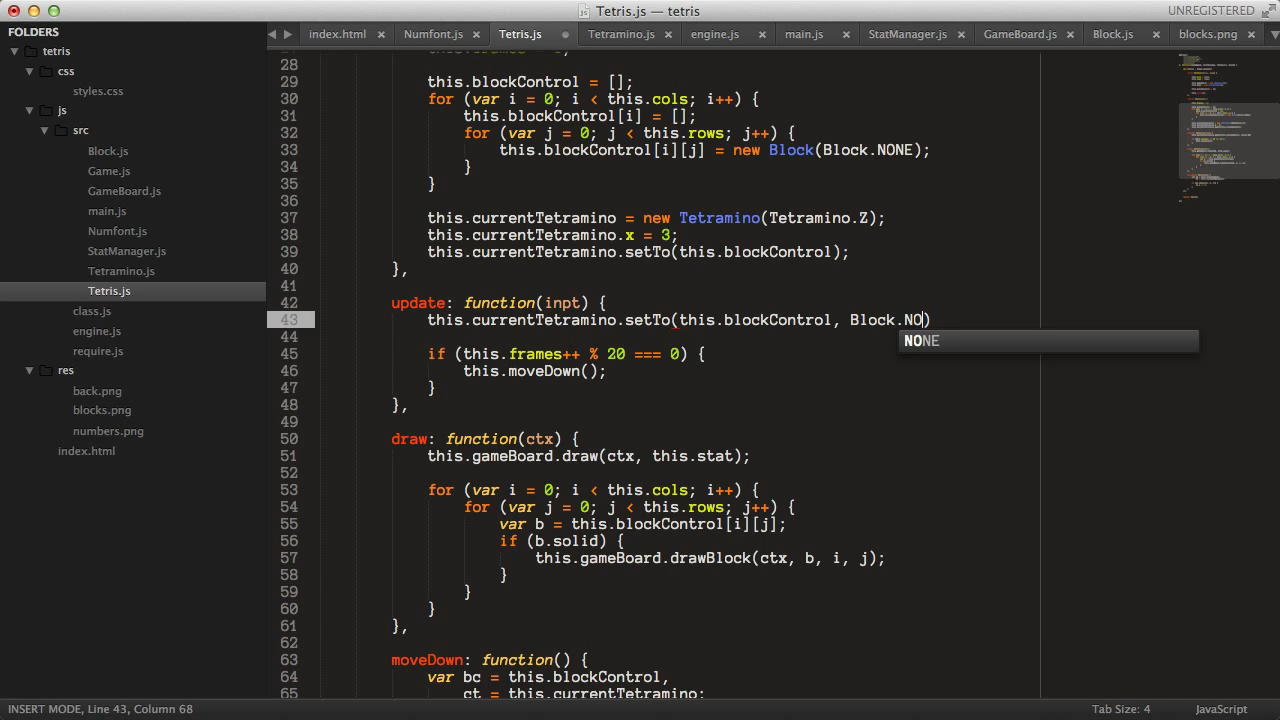 Tetris.js — tetris
UNREGISTERED
FOLDERS
tetris
css
styles.css
js
src
Block.js
Game.js
GameBoard.js
main.js
Numfont.js
StatManager.js
Tetramino.js
Tetris.js
class.js
engine.js
require.js
res
back.png
blocks.png
numbers.png
index.html
index.html × Numfont.js × Tetris.js Tetramino.js × engine.js × main.js × StatManager.js × GameBoard.js × Block.js × blocks.png ×
28
29 this.blockControl = [];
30 for (var i = 0; i < this.cols; i++) {
31 this.blockControl[i] = [];
32 for (var j = 0; j < this.rows; j++) {
33 this.blockControl[i][j] = new Block(Block.NONE);
34 }
35 }
36
37 this.currentTetramino = new Tetramino(Tetramino.Z);
38 this.currentTetramino.x = 3;
39 this.currentTetramino.setTo(this.blockControl);
40 },
41
42 update: function(inpt) {
43 this.currentTetramino.setTo(this.blockControl, Block.NO)
NONE
44
45 if (this.frames++ % 20 === 0) {
46 this.moveDown();
47 }
48 },
49
50 draw: function(ctx) {
51 this.gameBoard.draw(ctx, this.stat);
52
53 for (var i = 0; i < this.cols; i++) {
54 for (var j = 0; j < this.rows; j++) {
55 var b = this.blockControl[i][j];
56 if (b.solid) {
57 this.gameBoard.drawBlock(ctx, b, i, j);
58 }
59 }
60 }
61 },
62
63 moveDown: function() {
64 var bc = this.blockControl,
65 ct = this.currentTetramino;
INSERT MODE, Line 43, Column 68
Tab Size: 4
JavaScript